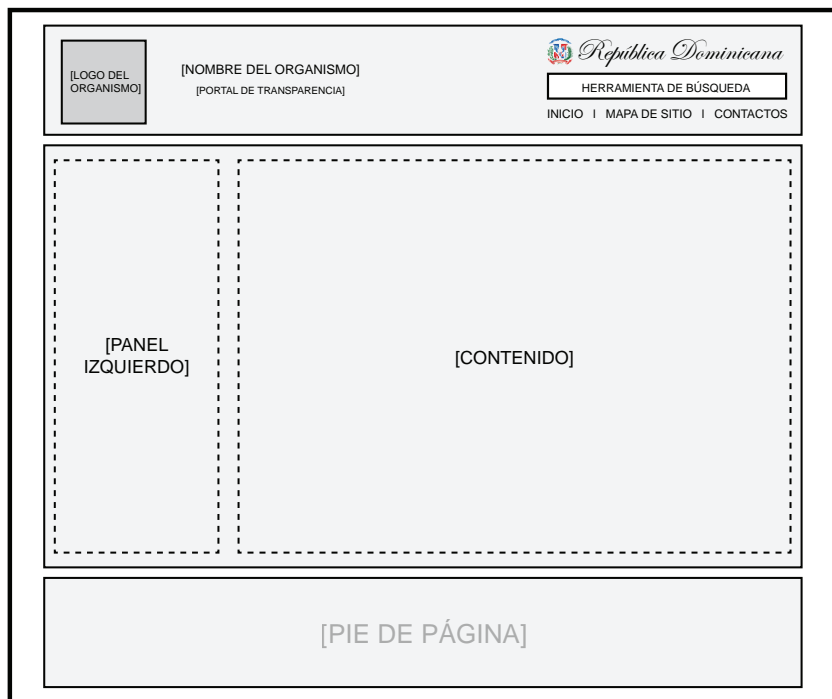 [LOGO DEL
ORGANISMO]
[NOMBRE DEL ORGANISMO]
[PORTAL DE TRANSPARENCIA]
República Dominicana
HERRAMIENTA DE BÚSQUEDA
INICIO I MAPA DE SITIO I CONTACTOS
[PANEL
IZQUIERDO]
[CONTENIDO]
[PIE DE PÁGINA]